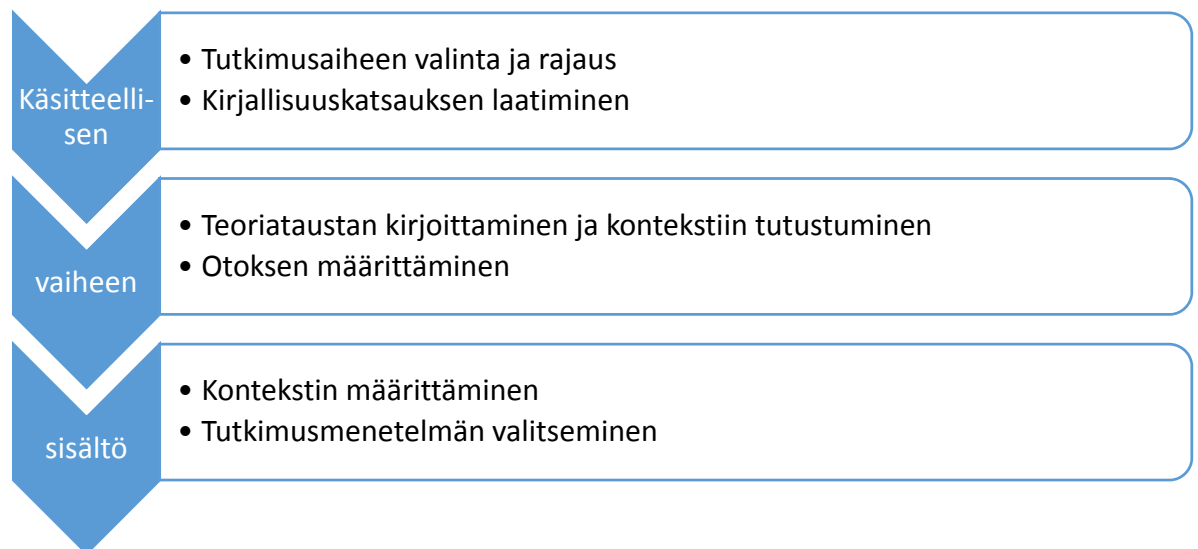 Käsitteelli-
sen
• Tutkimusaiheen valinta ja rajaus
• Kirjallisuuskatsauksen laatiminen
vaiheen
• Teoriataustan kirjoittaminen ja kontekstiin tutustuminen
• Otoksen määrittäminen
sisältö
• Kontekstin määrittäminen
• Tutkimusmenetelmän valitseminen